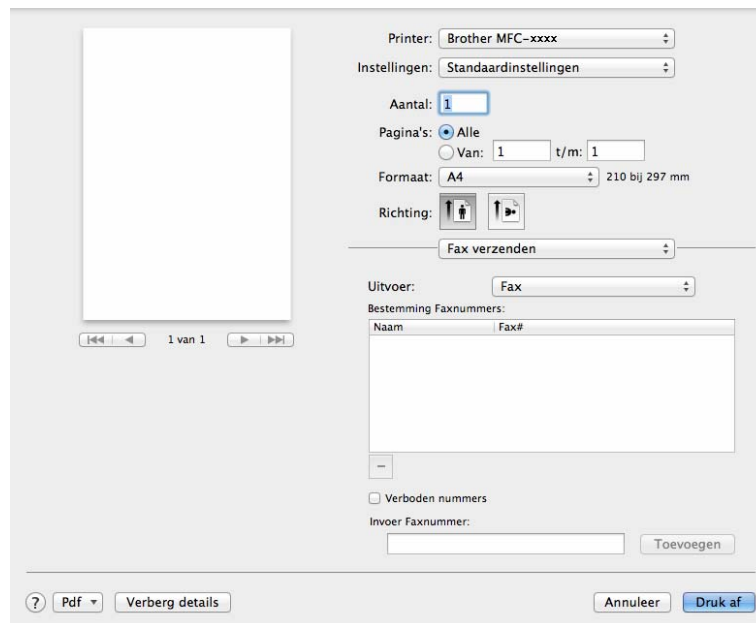 Printer: Brother MFC-xxxx
Instellingen: Standaardinstellingen
Aantal: 1
Pagina's: Alle
Van: 1 t/m: 1
Formaat: A4 210 bij 297 mm
Richting:
Fax verzenden
Uitvoer: Fax
Bestemming Faxnummers:
Naam Fax#
1 van 1
Verboden nummers
Invoer Faxnummer:
Toevoegen
? Pdf Verberg details Annuleer Druk af